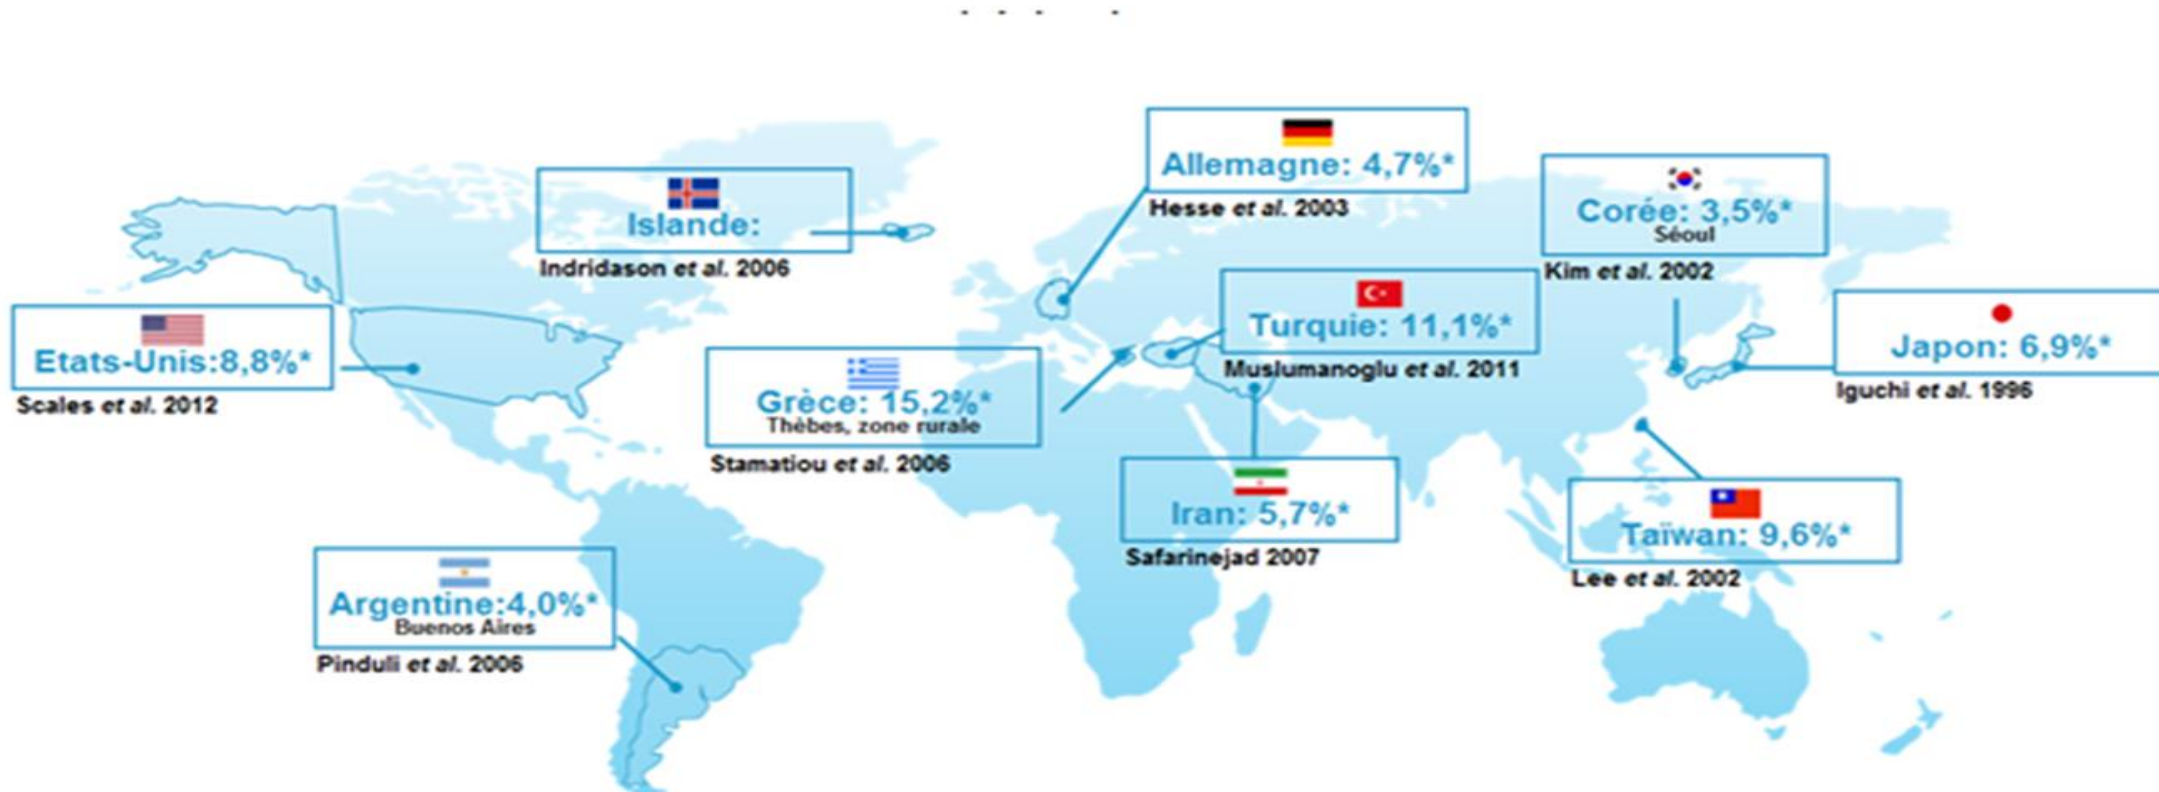 Allemagne: 4,7%*
Hesse et al. 2003
Corée: 3,5%*
Séoul
Kim et al. 2002
Islande:
Indridason et al. 2006
Turquie: 11,1%*
Muslumanoglu et al. 2011
Japon: 6,9%*
Iguchi et al. 1996
Etats-Unis:8,8%*
Scales et al. 2012
Grèce: 15,2%*
Thèbes, zone rurale
Stamatiou et al. 2006
Iran: 5,7%*
Safarinejad 2007
Taïwan: 9,6%*
Lee et al. 2002
Argentine:4,0%*
Buenos Aires
Pinduli et al. 2006